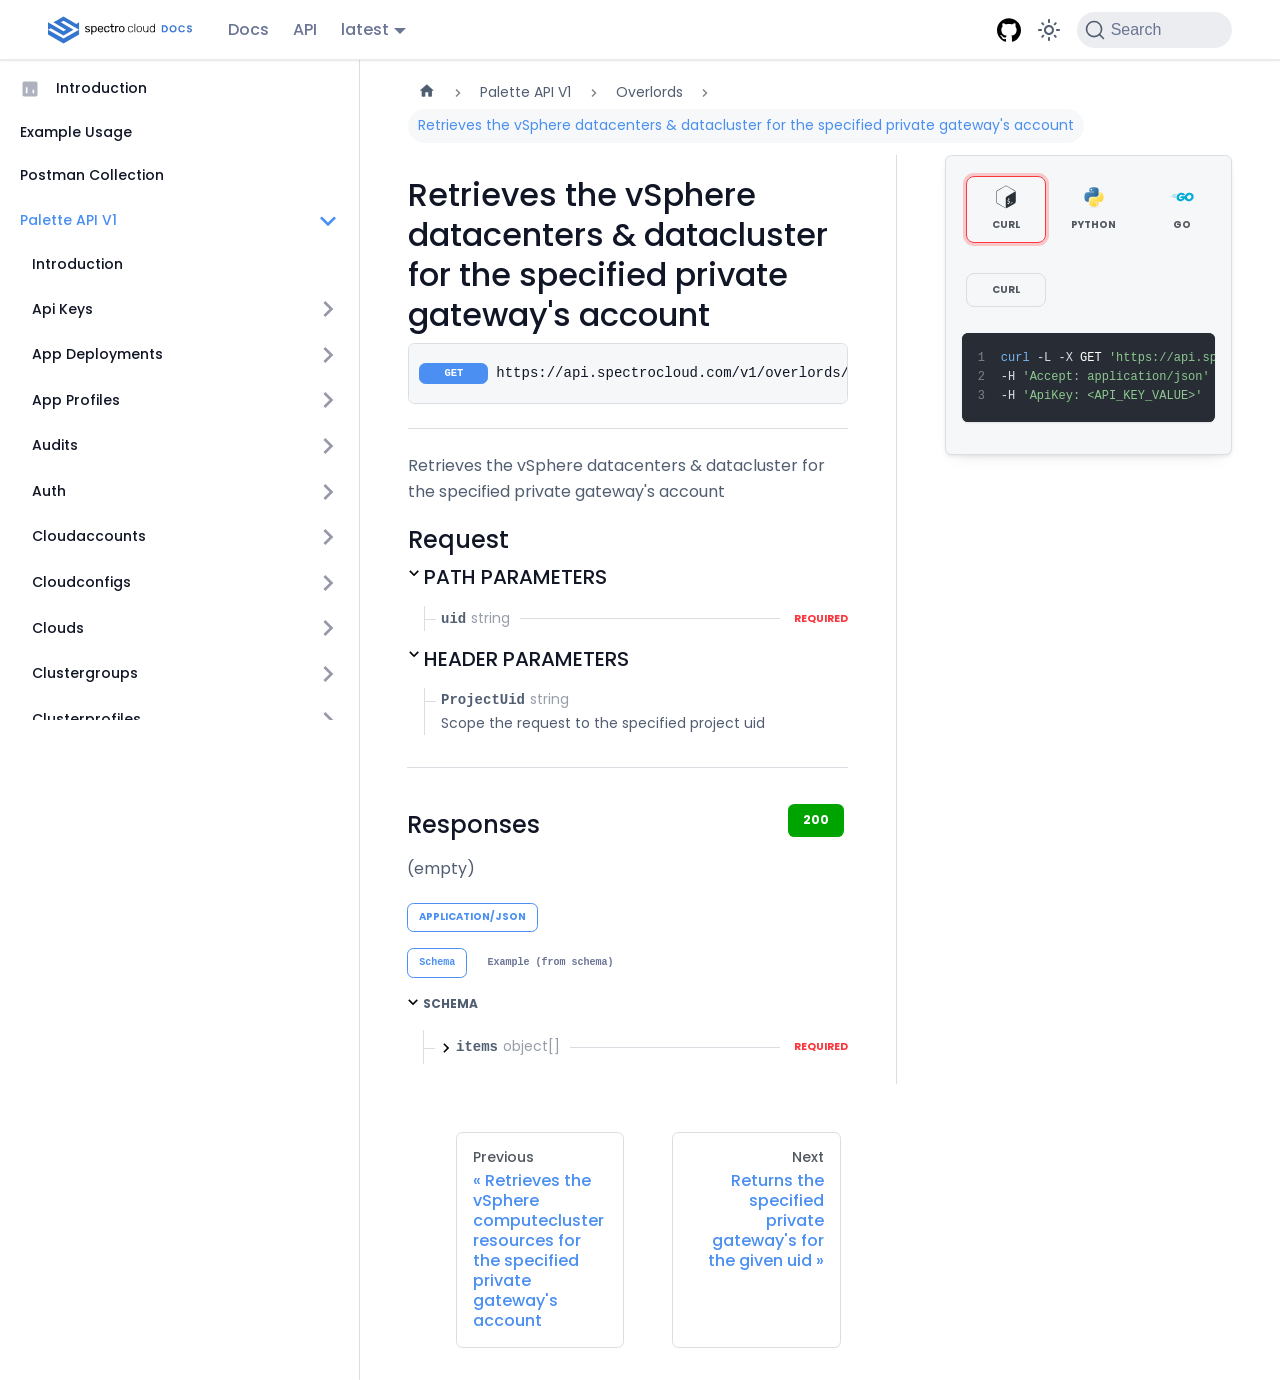 spectro cloud DOCS
Docs
API
latest
Search
Introduction
Example Usage
Postman Collection
Palette API V1
Introduction
Api Keys
App Deployments
App Profiles
Audits
Auth
Cloudaccounts
Cloudconfigs
Clouds
Clustergroups
Clusterprofiles
Palette API V1
Overlords
Retrieves the vSphere datacenters & datacluster for the specified private gateway's account
Retrieves the vSphere
datacenters & datacluster
for the specified private
gateway's account
GET https://api.spectrocloud.com/v1/overlords/
Retrieves the vSphere datacenters & datacluster for
the specified private gateway's account
Request
PATH PARAMETERS
uid string REQUIRED
HEADER PARAMETERS
ProjectUid string
Scope the request to the specified project uid
Responses
200
(empty)
APPLICATION/JSON
Schema
Example (from schema)
SCHEMA
items object[] REQUIRED
CURL
PYTHON
GO
CURL
1 curl -L -X GET 'https://api.sp
2 -H 'Accept: application/json'
3 -H 'ApiKey: <API_KEY_VALUE>'
Previous
« Retrieves the
vSphere
computecluster
resources for
the specified
private
gateway's
account
Next
Returns the
specified
private
gateway's for
the given uid »